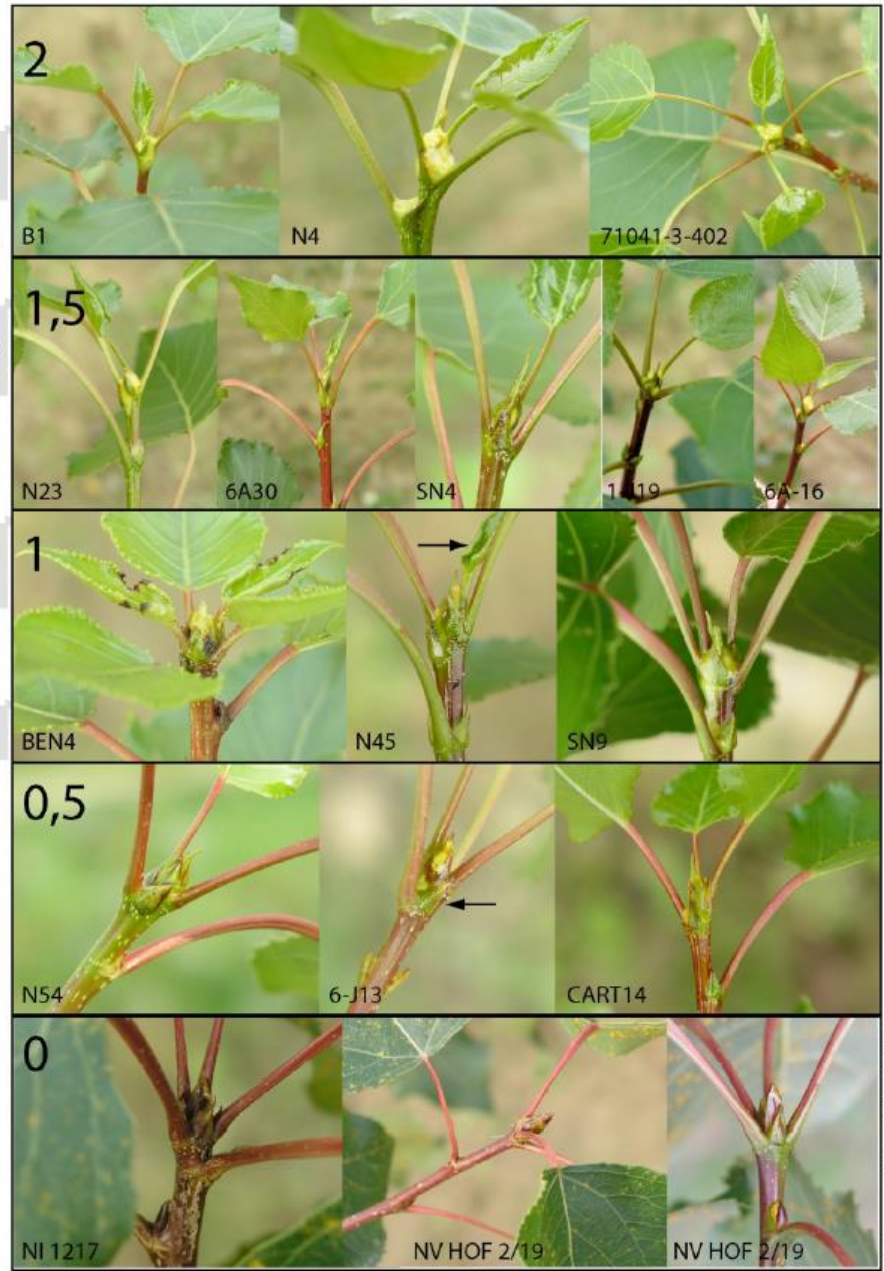 2
B1
N4
71041-3-402
1,5
N23
6A30
SN4
6A-16
1
BEN4
N45
SN9
0,5
N54
6-J13
CART14
0
NI 1217
NV HOF 2/19
NV HOF 2/19